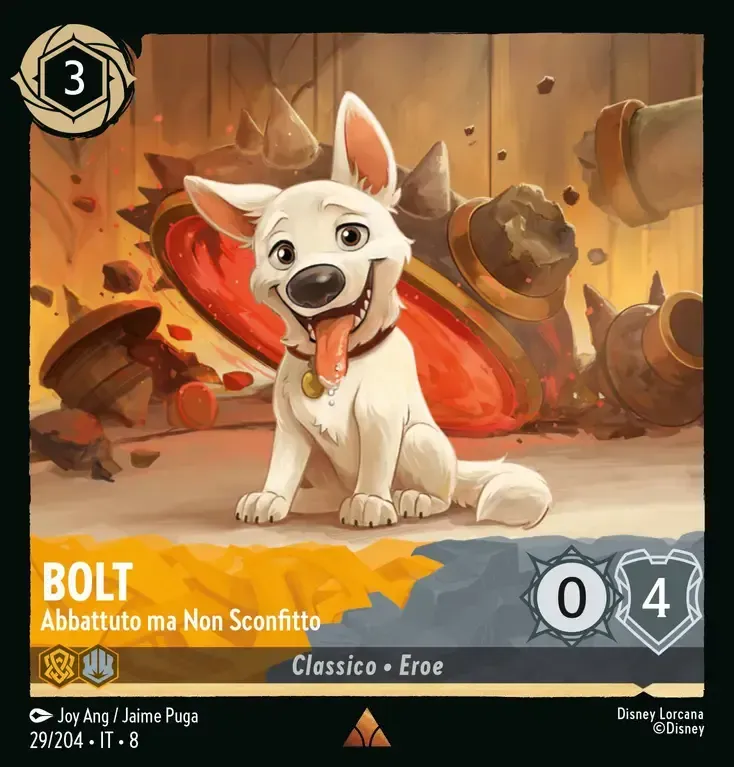 3
BOLT
Abbattuto ma Non Sconfitto
0
4
Classico • Eroe
Joy Ang / Jaime Puga
29/204 • IT • 8
Disney Lorcana
©Disney